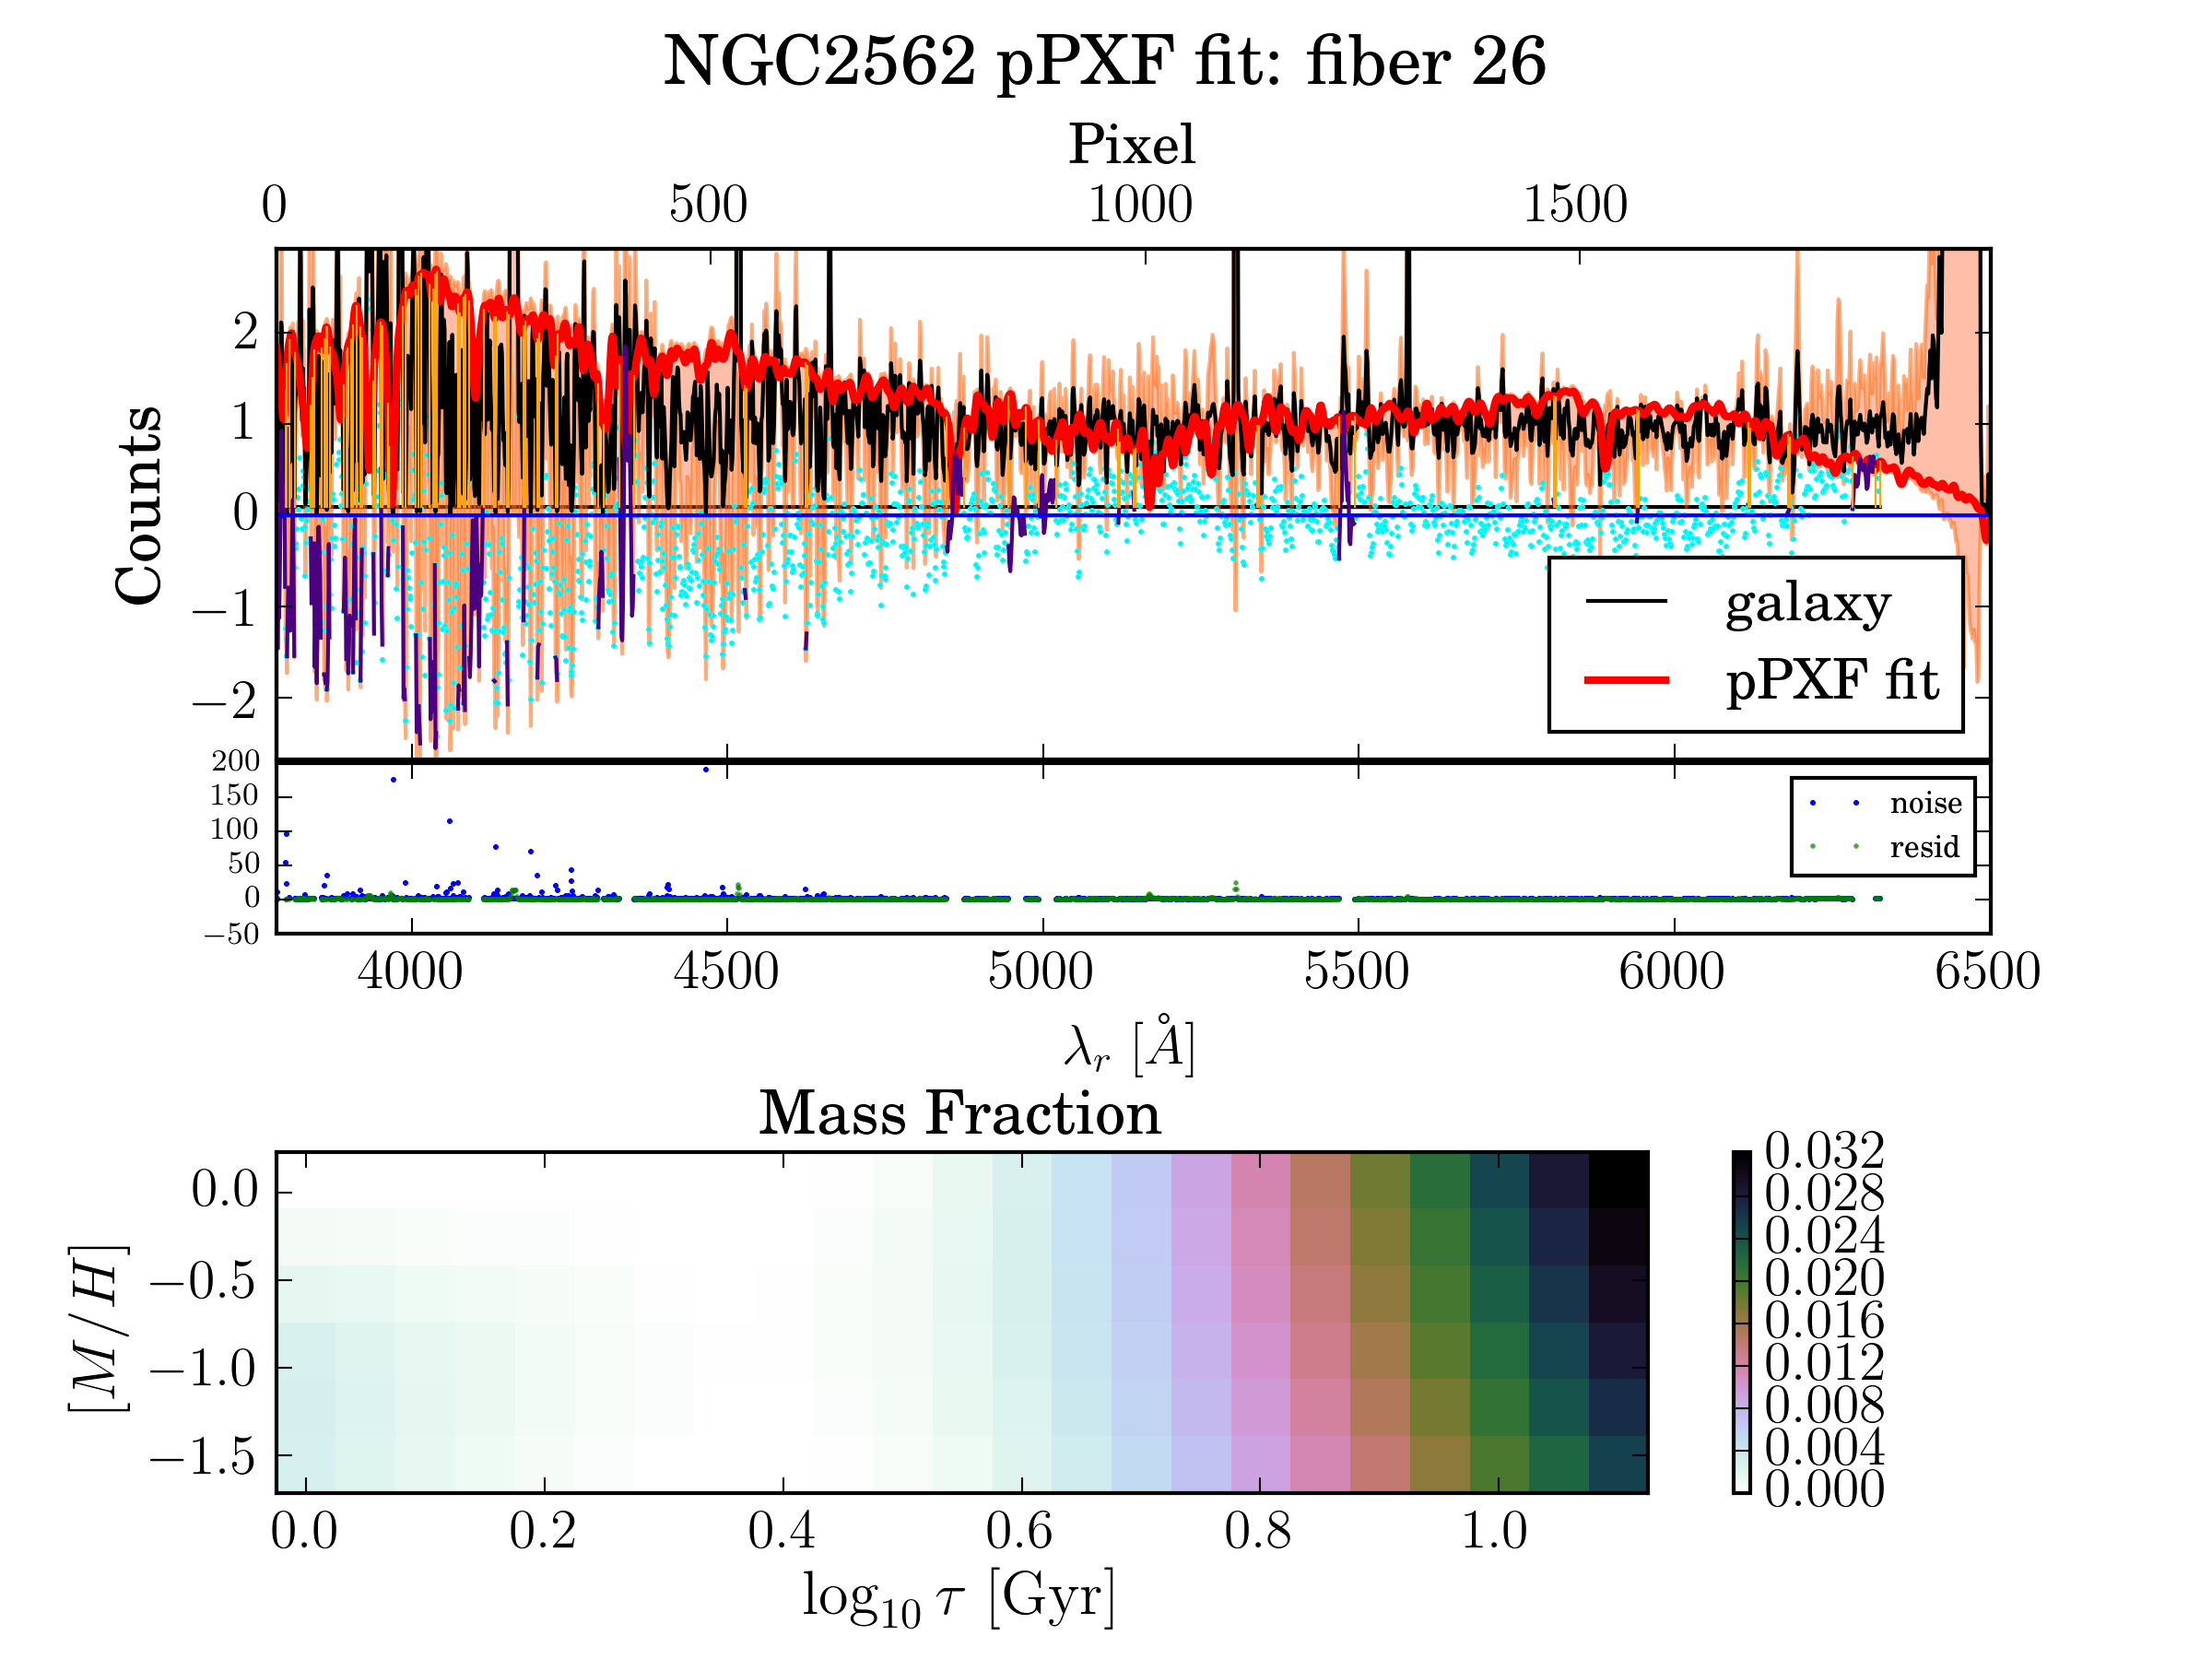 NGC2562 pPXF fit: fiber 26
Pixel
0 500 1000 1500
Counts
2
1
0
−1
−2
galaxy
pPXF fit
200
150
100
50
0
−50
noise
resid
4000 4500 5000 5500 6000 6500
λr [Å]
Mass Fraction
[M/H]
0.0
−0.5
−1.0
−1.5
0.0 0.2 0.4 0.6 0.8 1.0
log10 τ [Gyr]
0.032
0.028
0.024
0.020
0.016
0.012
0.008
0.004
0.000